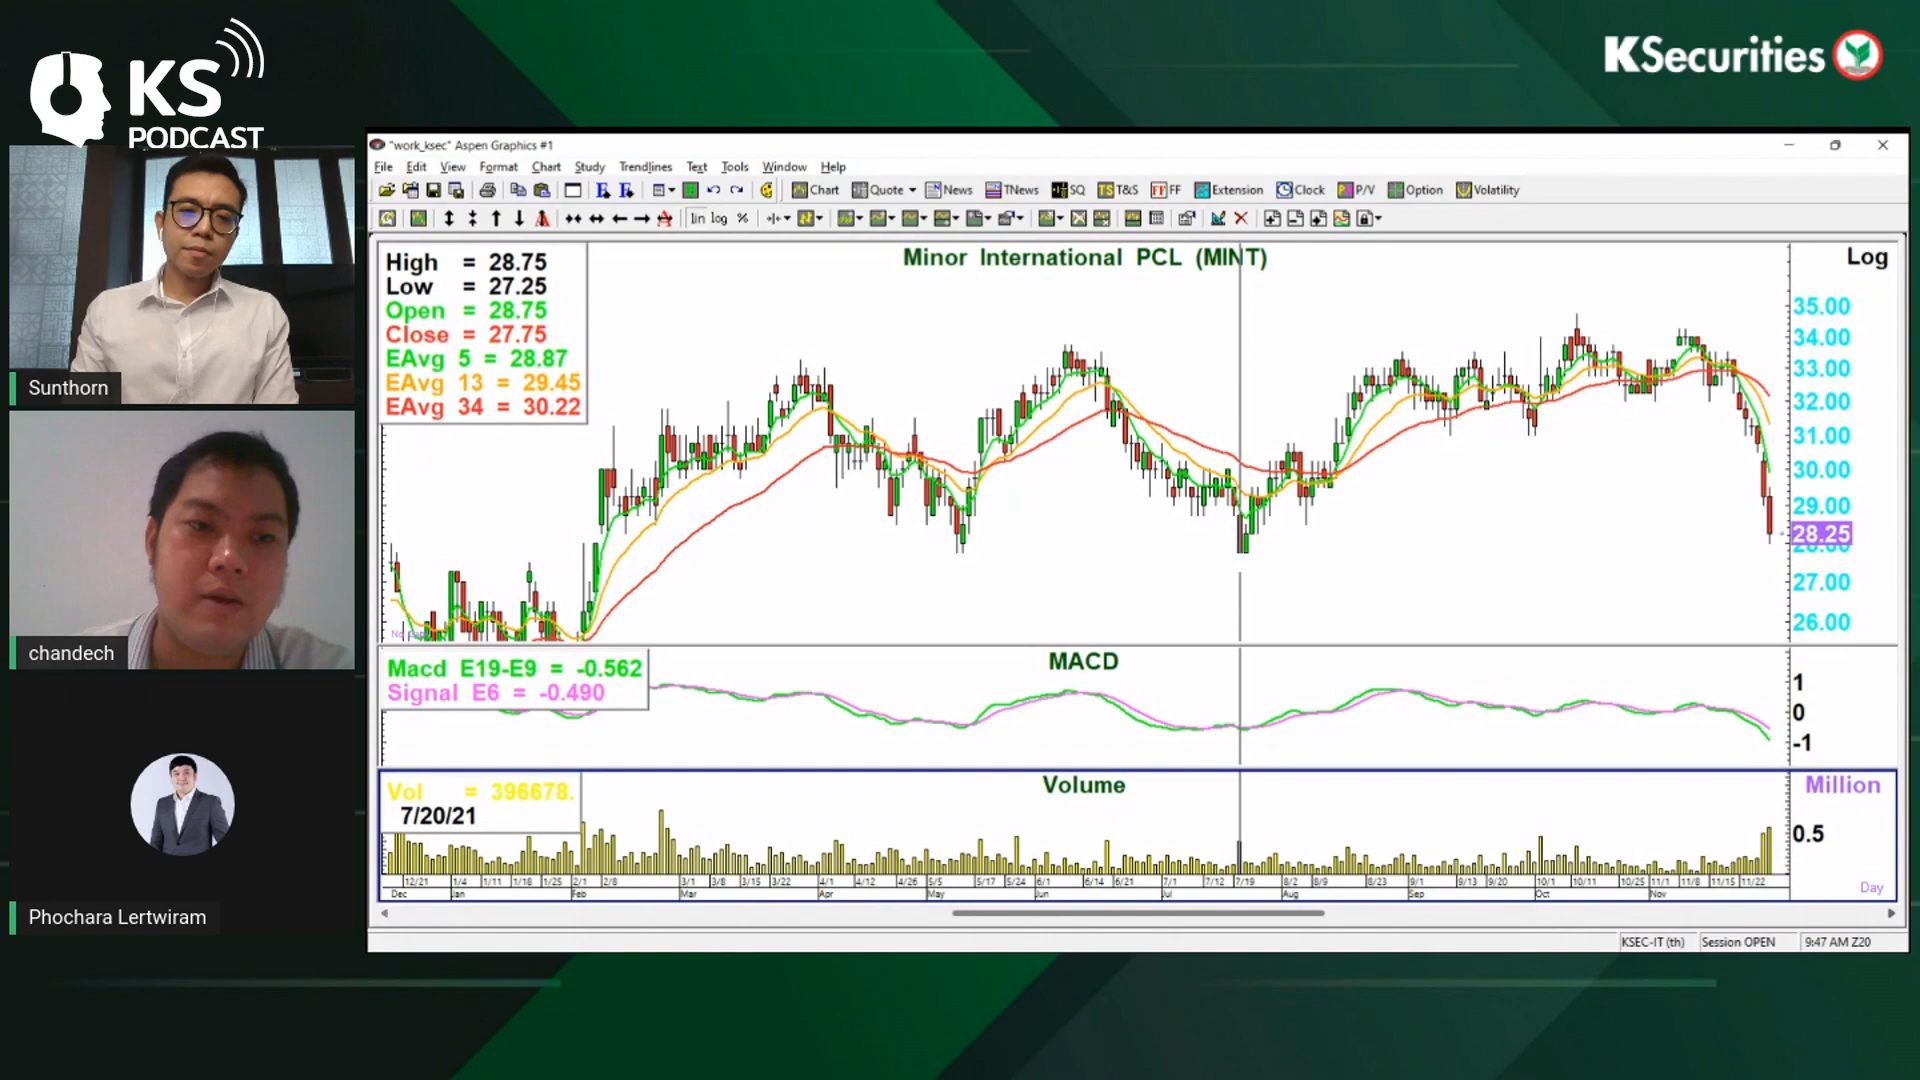 KS
PODCAST
KSecurities
Sunthorn
chandech
Phochara Lertwiram
"work_ksec" Aspen Graphics #1
File Edit View Format Chart Study Trendlines Text Tools Window Help
Chart Quote News TNews SQ TS T&S FF FF Extension Clock P/V Option Volatility
lin log %
Minor International PCL (MINT)
Log
High = 28.75
Low = 27.25
Open = 28.75
Close = 27.75
EAvg 5 = 28.87
EAvg 13 = 29.45
EAvg 34 = 30.22
35.00
34.00
33.00
32.00
31.00
30.00
29.00
28.25
28.00
27.00
26.00
MACD
Macd E19-E9 = -0.562
Signal E6 = -0.490
1
0
-1
Volume
Million
Vol = 396678.
7/20/21
0.5
12/21 1/4 1/11 1/18 1/25 2/1 2/8 3/1 3/8 3/15 3/22 4/1 4/12 4/26 5/5 5/17 5/24 6/1 6/14 6/21 7/1 7/12 7/19 8/2 8/9 8/23 9/1 9/13 9/20 10/1 10/11 10/25 11/1 11/8 11/15 11/22
Dec Jan Feb Mar Apr May Jun Jul Aug Sep Oct Nov
Day
KSEC-IT (th) Session OPEN 9:47 AM Z20